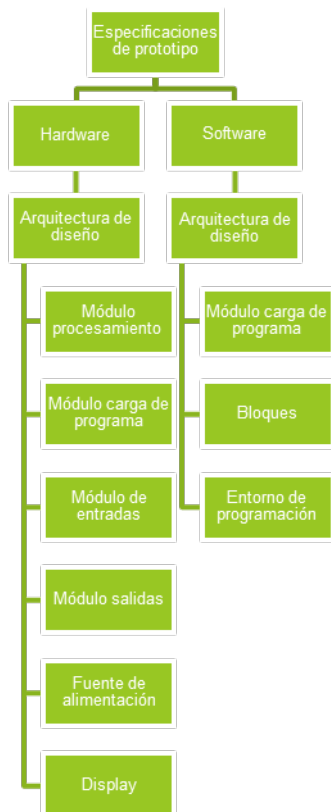 Especificaciones
de prototipo
Hardware
Software
Arquitectura de
diseño
Arquitectura de
diseño
Módulo
procesamiento
Módulo carga de
programa
Módulo carga de
programa
Bloques
Módulo de
entradas
Entorno de
programación
Módulo salidas
Fuente de
alimentación
Display